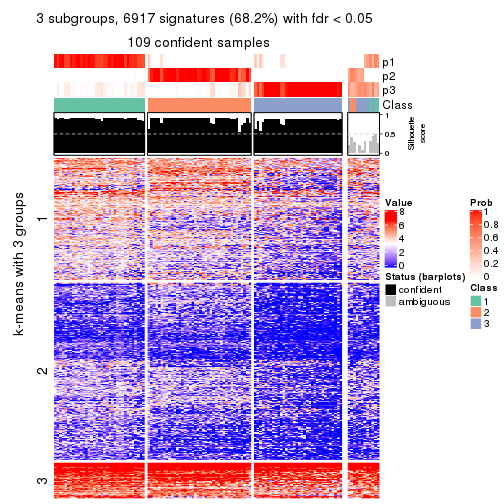 3 subgroups, 6917 signatures (68.2%) with fdr < 0.05
109 confident samples
p1
p2
p3
Class
1
0.5
0
Silhouette
score
k-means with 3 groups
1
2
3
Value
8
6
4
2
0
Status (barplots)
confident
ambiguous
Prob
1
0.8
0.6
0.4
0.2
0
Class
1
2
3